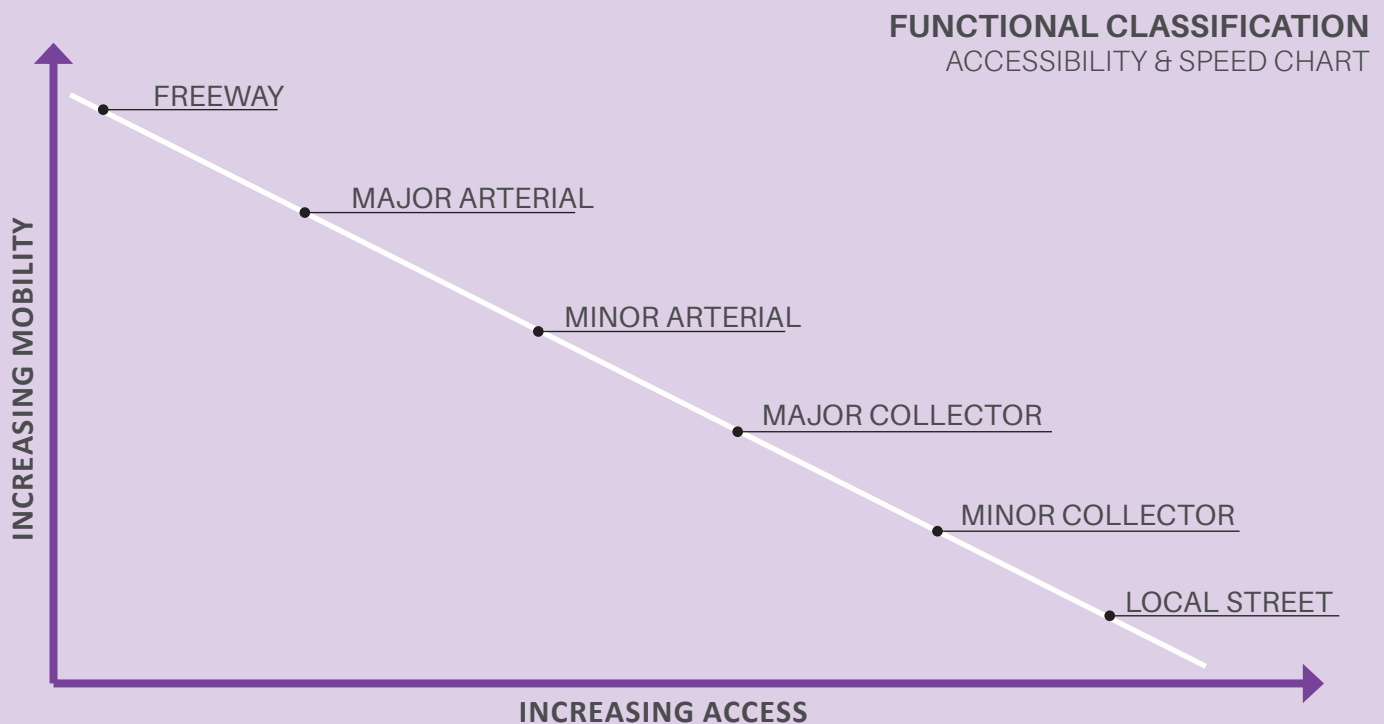 FUNCTIONAL CLASSIFICATION
ACCESSIBILITY & SPEED CHART
FREEWAY
MAJOR ARTERIAL
MINOR ARTERIAL
MAJOR COLLECTOR
MINOR COLLECTOR
LOCAL STREET
INCREASING MOBILITY
INCREASING ACCESS